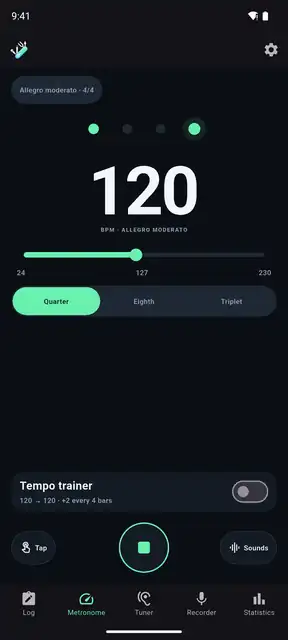 9:41
Allegro moderato · 4/4
120
BPM · ALLEGRO MODERATO
24 127 230
Quarter Eighth Triplet
Tempo trainer
120 → 120 · +2 every 4 bars
Tap Sounds
Log Metronome Tuner Recorder Statistics